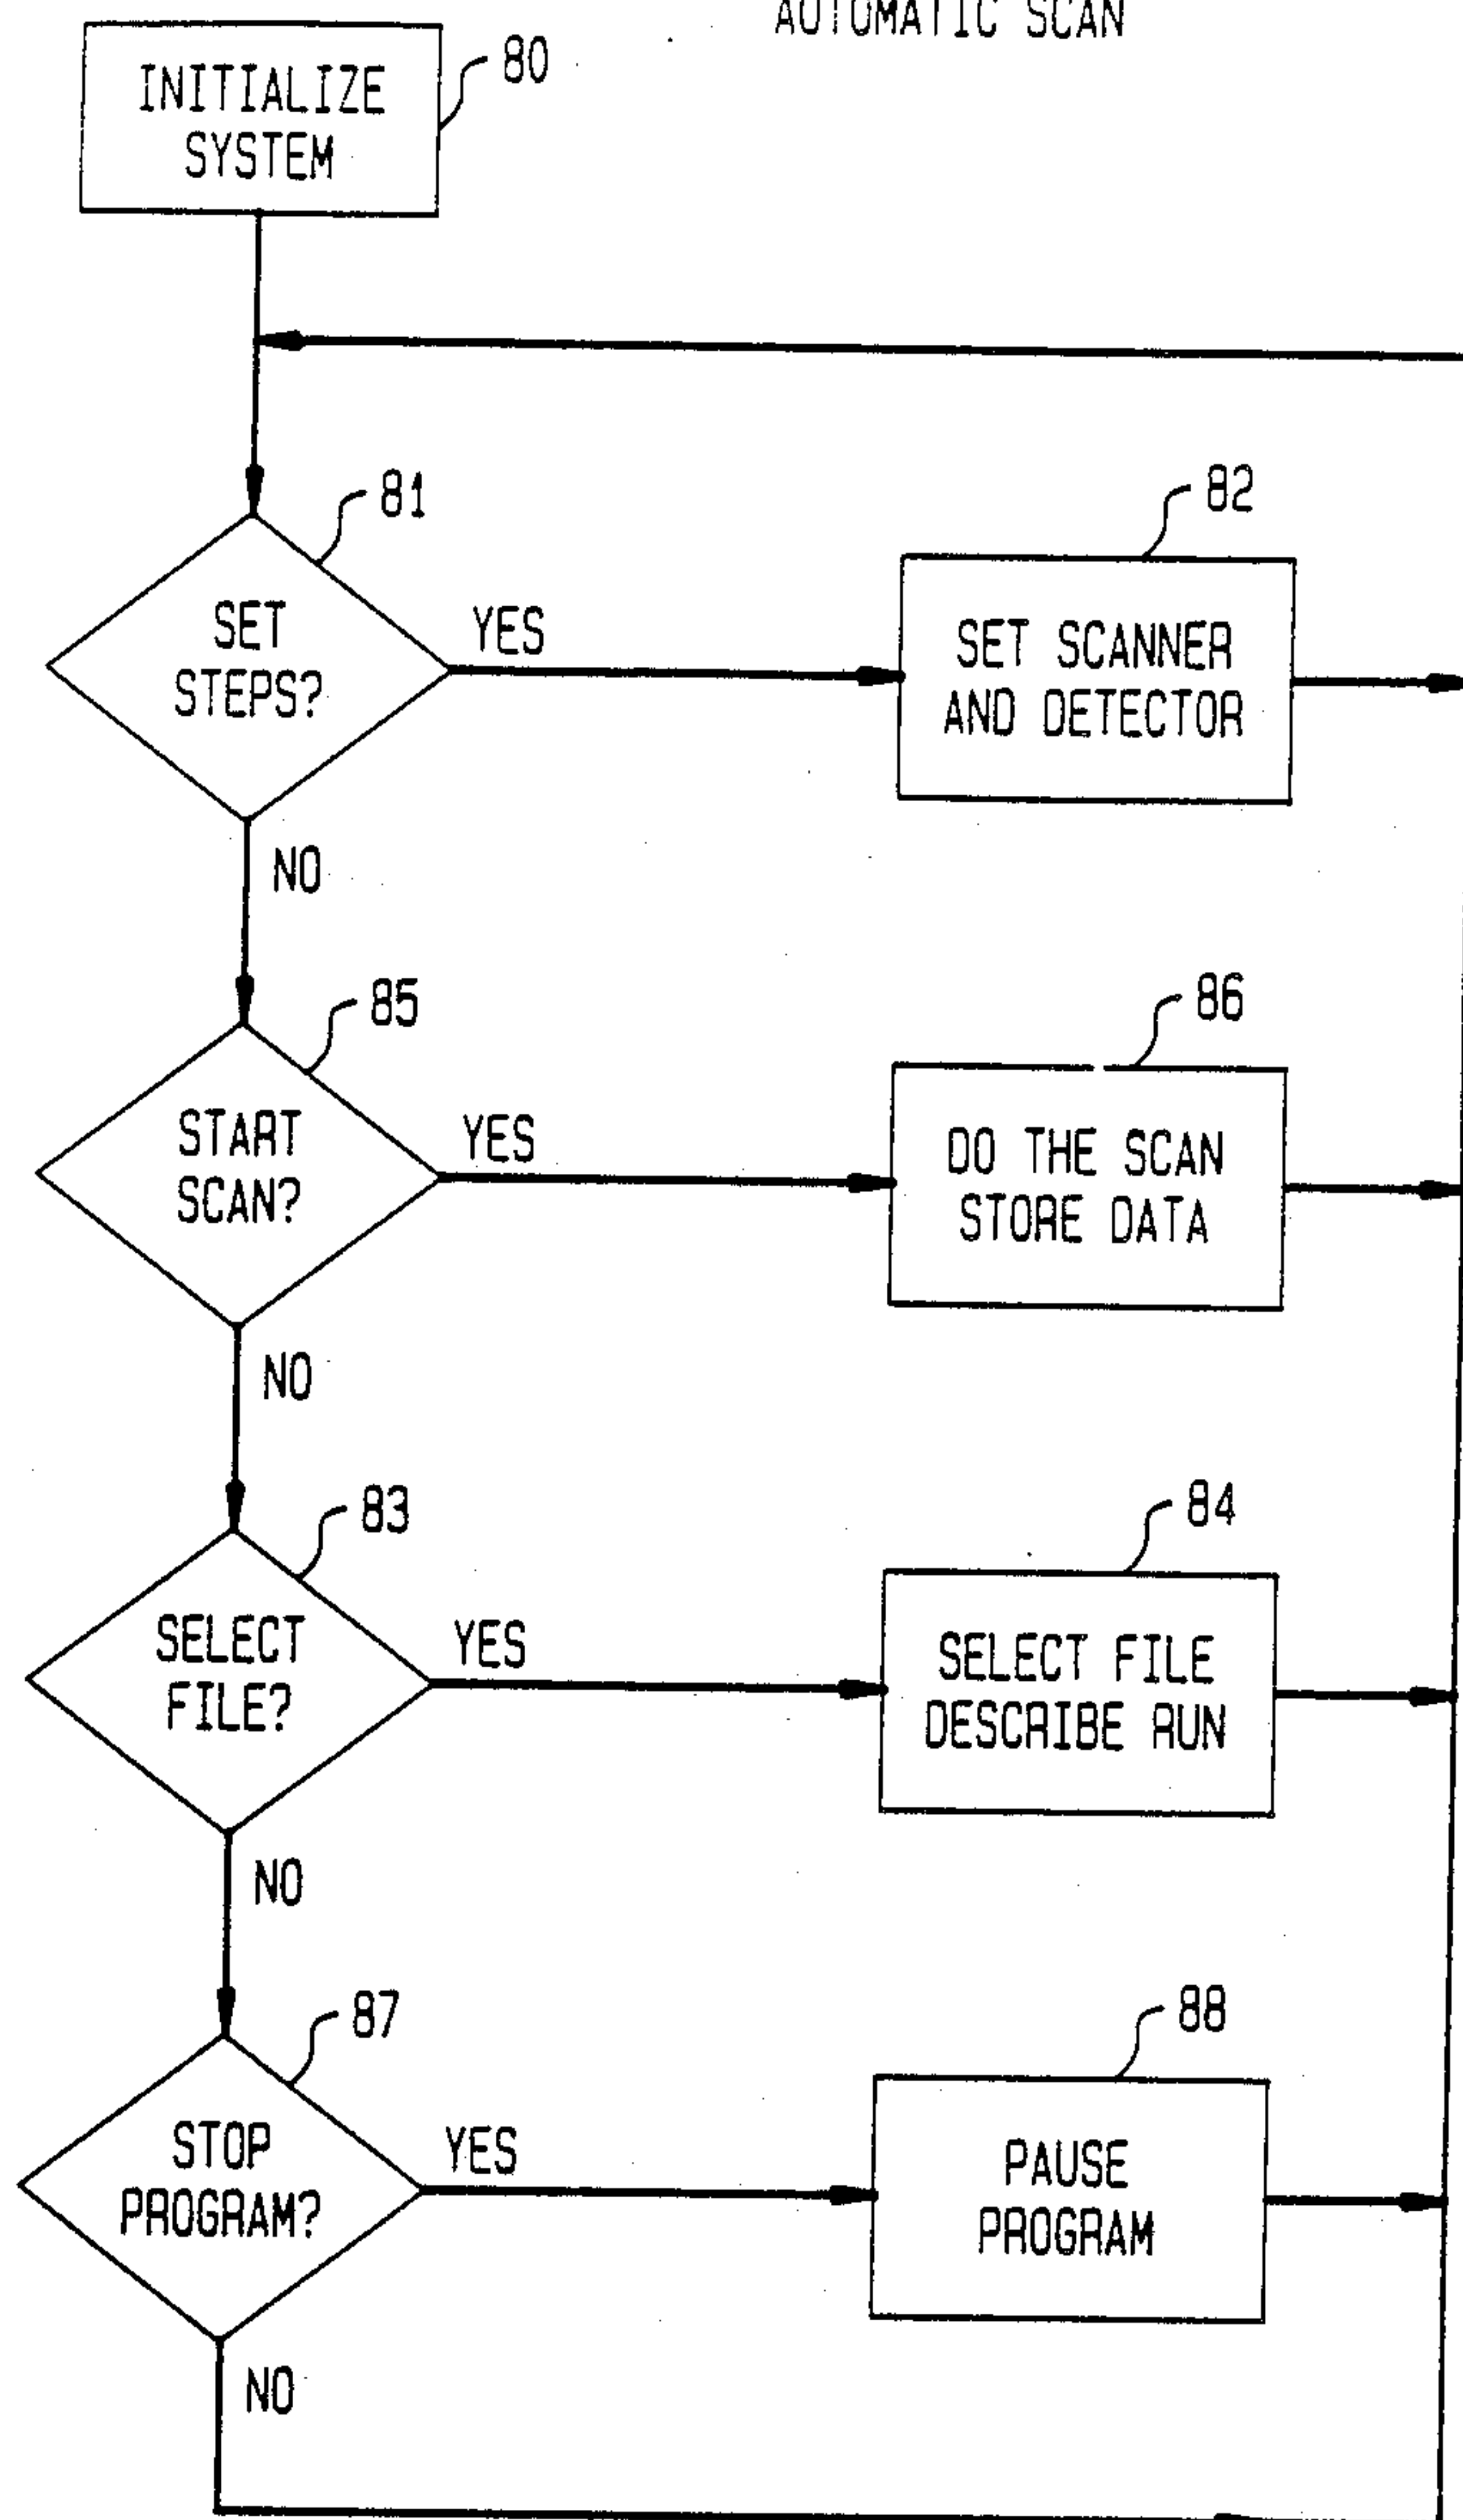 AUTOMATIC SCAN
INITIALIZE
SYSTEM
80
81
SET
STEPS?
YES
82
SET SCANNER
AND DETECTOR
NO
85
START
SCAN?
YES
86
DO THE SCAN
STORE DATA
NO
83
SELECT
FILE?
YES
84
SELECT FILE
DESCRIBE RUN
NO
87
STOP
PROGRAM?
YES
88
PAUSE
PROGRAM
NO